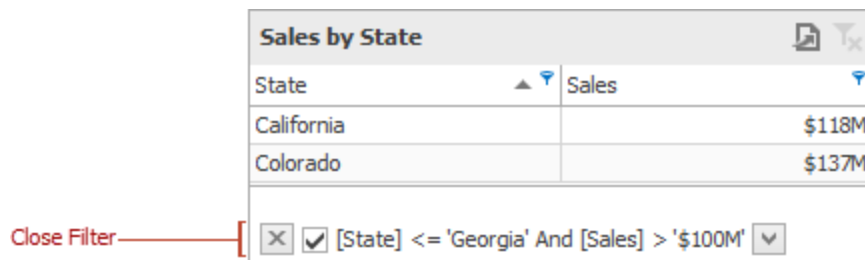 Sales by State
State Sales
California $118M
Colorado $137M
Close Filter [State] <= 'Georgia' And [Sales] > '$100M'